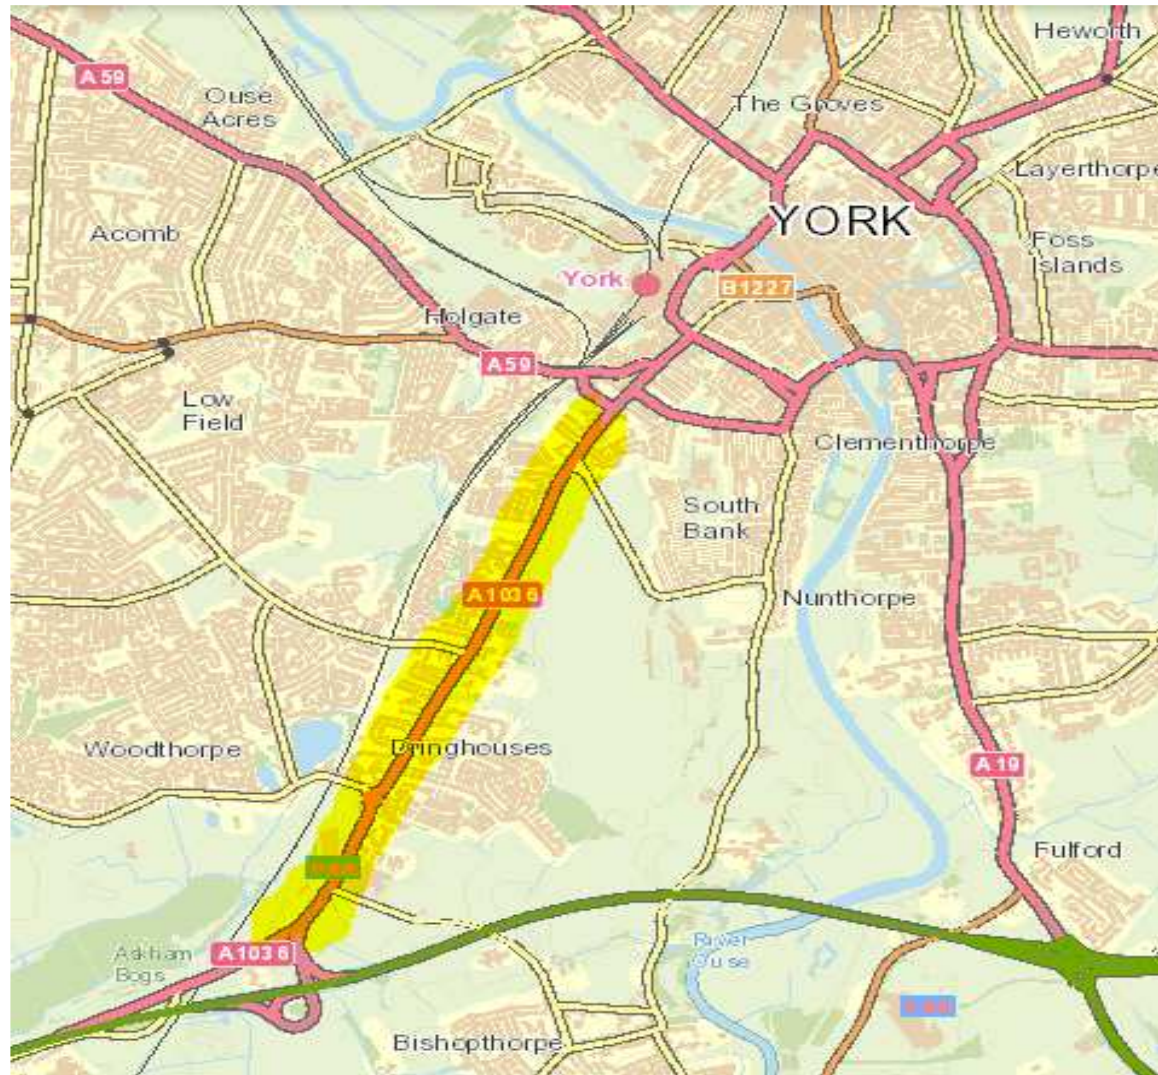 Heworth
A 59
Ouse
Acres
The Groves
Layerthorpe
YORK
Acomb
Foss
Islands
York
B1227
Holgate
A 59
Low
Field
Clementhorpe
South
Bank
A1036
Nunthorpe
Dringhouses
Woodthorpe
A 19
Fulford
Askham
Bogs
A1036
River
Ouse
Bishopthorpe